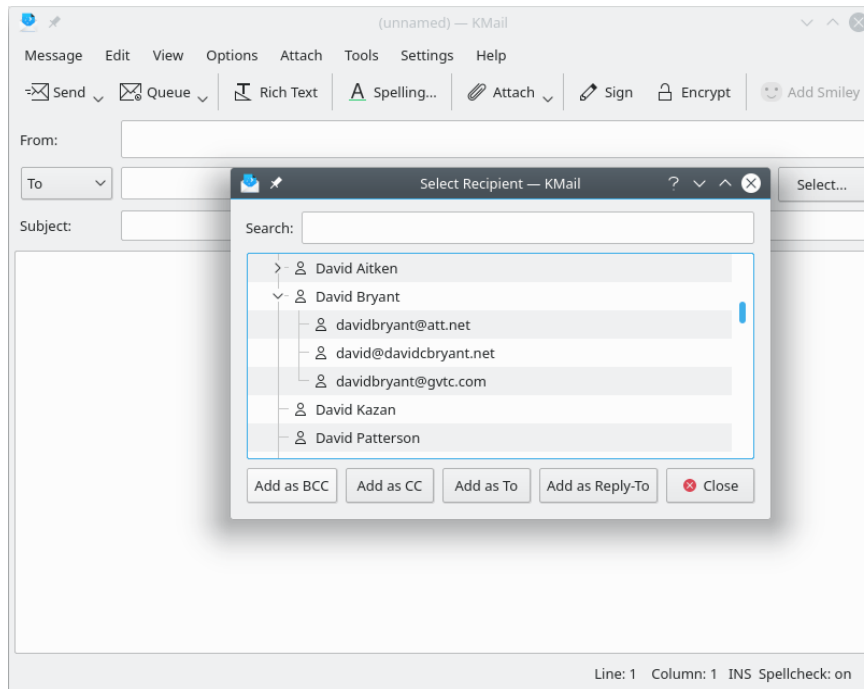 (unnamed) — KMail
Message Edit View Options Attach Tools Settings Help
Send Queue Rich Text A Spelling... Attach Sign Encrypt Add Smiley
From:
To Select...
Subject:
Select Recipient — KMail ?
Search:
David Aitken
David Bryant
davidbryant@att.net
david@davidcbryant.net
davidbryant@gvtc.com
David Kazan
David Patterson
Add as BCC Add as CC Add as To Add as Reply-To Close
Line: 1 Column: 1 INS Spellcheck: on